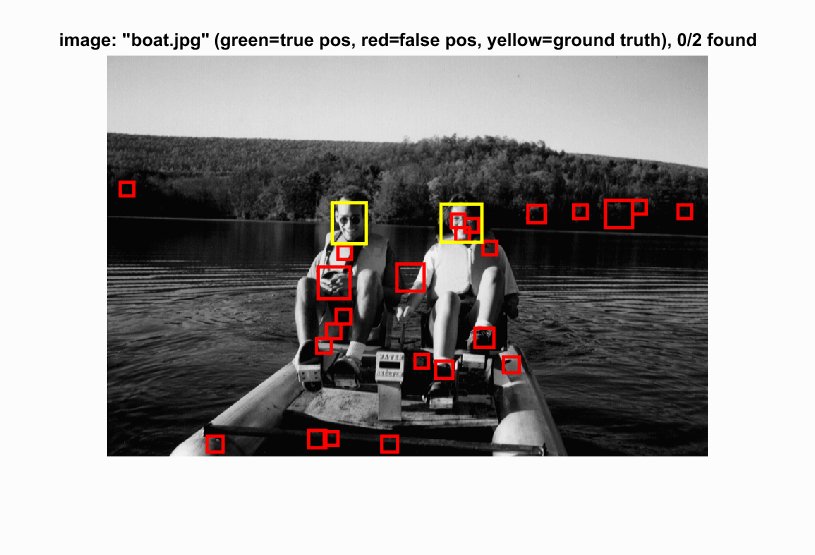 image: "boat.jpg" (green=true pos, red=false pos, yellow=ground truth), 0/2 found